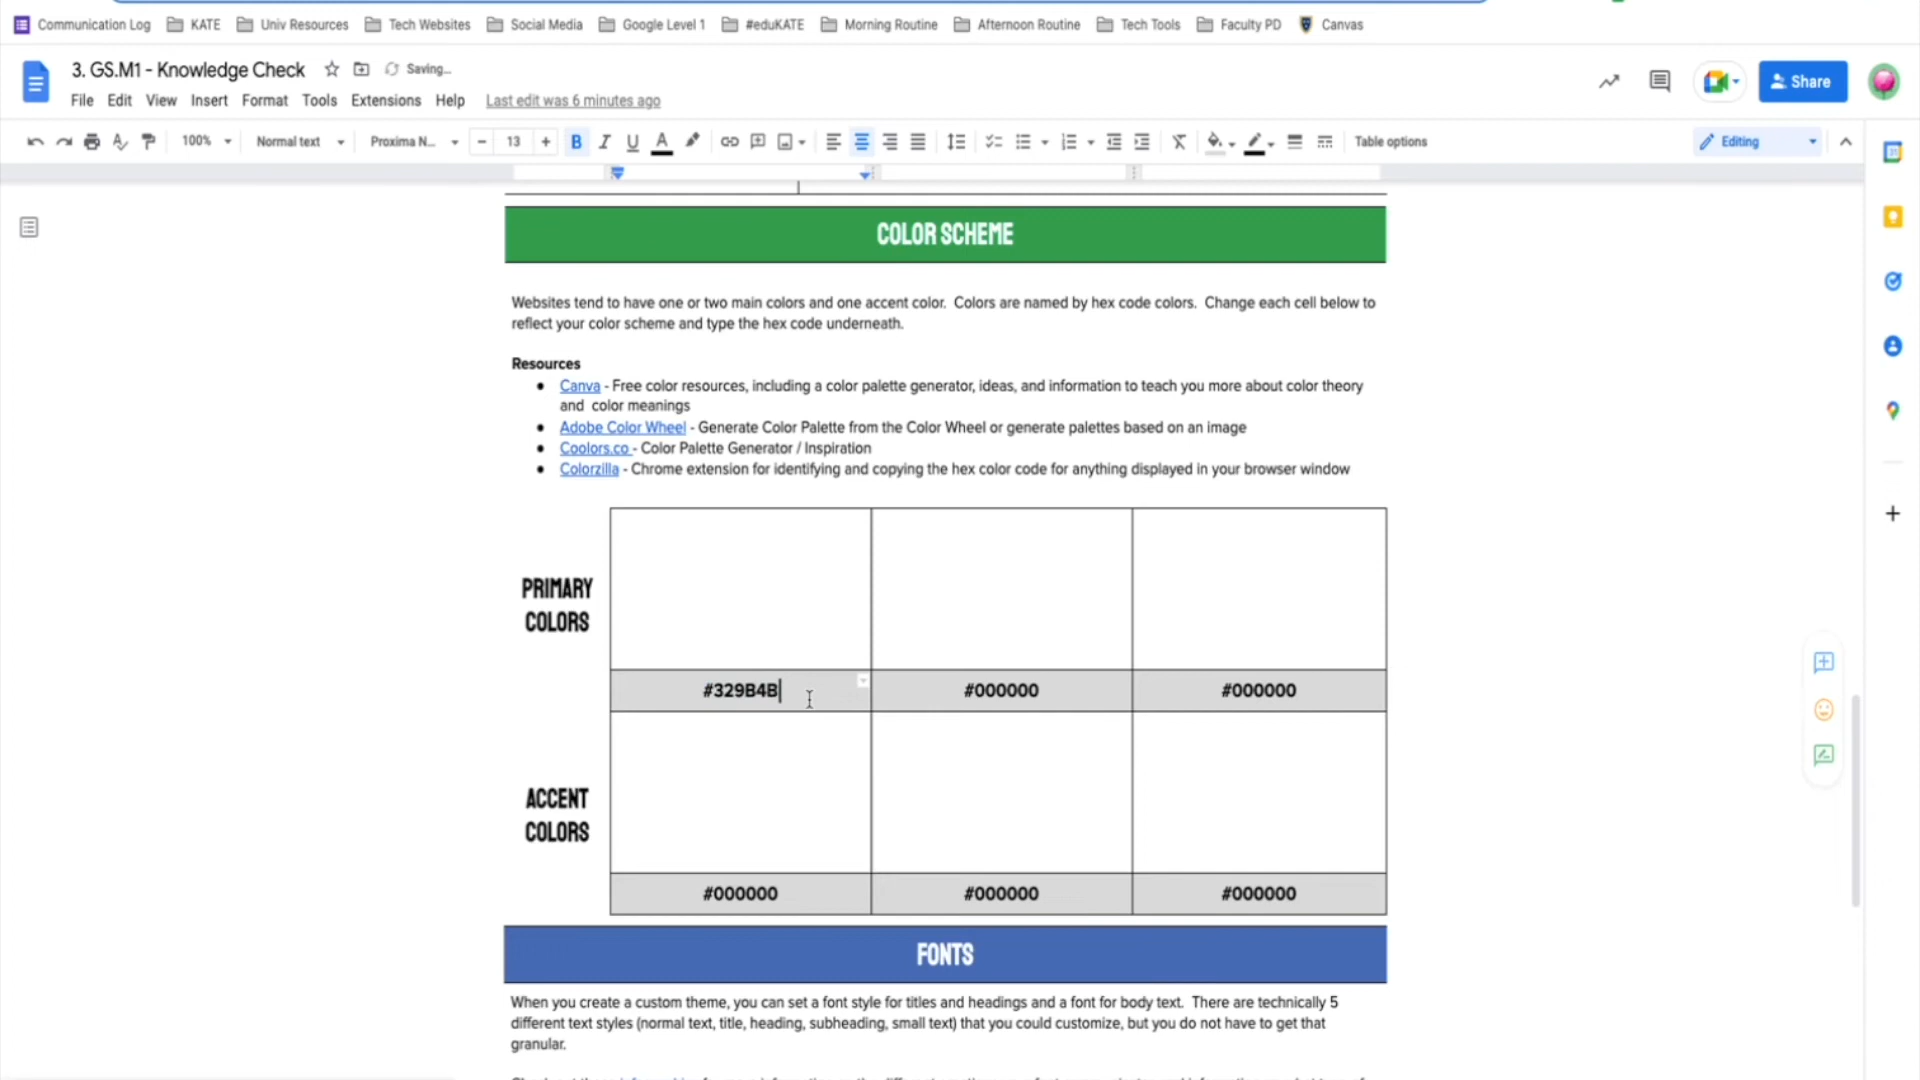 Communication Log KATE Univ Resources Tech Websites Social Media Google Level 1 #eduKATE Morning Routine Afternoon Routine Tech Tools Faculty PD Canvas
3. GS.M1 - Knowledge Check Saving...
File Edit View Insert Format Tools Extensions Help Last edit was 6 minutes ago
Share
100% Normal text Proxima N... 13 B I U A Table options Editing
COLOR SCHEME
Websites tend to have one or two main colors and one accent color. Colors are named by hex code colors. Change each cell below to
reflect your color scheme and type the hex code underneath.
Resources
Canva - Free color resources, including a color palette generator, ideas, and information to teach you more about color theory
and color meanings
Adobe Color Wheel - Generate Color Palette from the Color Wheel or generate palettes based on an image
Coolors.co - Color Palette Generator / Inspiration
Colorzilla - Chrome extension for identifying and copying the hex color code for anything displayed in your browser window
PRIMARY
COLORS
#329B4B #000000 #000000
ACCENT
COLORS
#000000 #000000 #000000
FONTS
When you create a custom theme, you can set a font style for titles and headings and a font for body text. There are technically 5
different text styles (normal text, title, heading, subheading, small text) that you could customize, but you do not have to get that
granular.